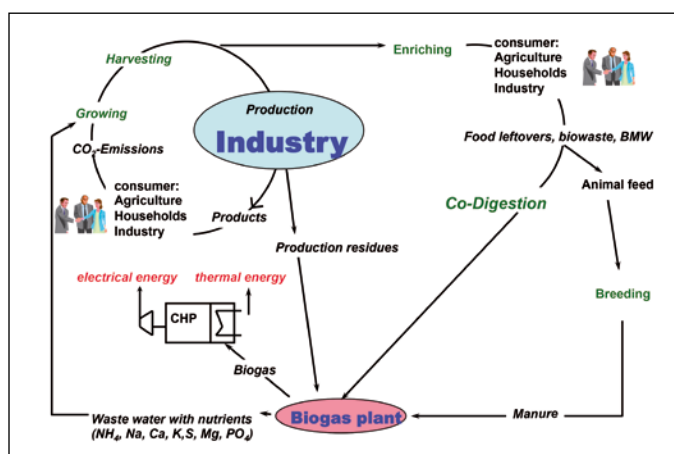 Harvesting
Enriching
consumer:
Agriculture
Households
Industry
Growing
Production
Industry
CO₂-Emissions
Food leftovers, biowaste, BMW
consumer:
Agriculture
Households
Industry
Products
Co-Digestion
Animal feed
Production residues
electrical energy
thermal energy
Breeding
CHP
Biogas
Biogas plant
Manure
Waste water with nutrients
(NH₄, Na, Ca, K,S, Mg, PO₄)